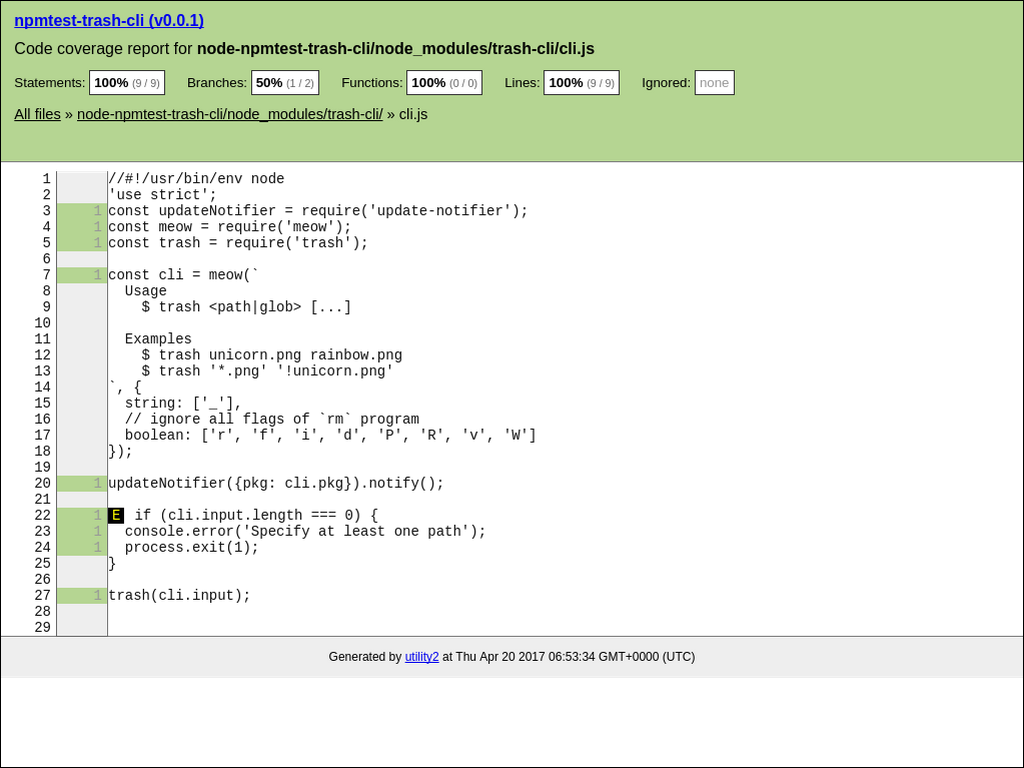 npmtest-trash-cli (v0.0.1)
Code coverage report for node-npmtest-trash-cli/node_modules/trash-cli/cli.js
Statements: 100% (9 / 9) Branches: 50% (1 / 2) Functions: 100% (0 / 0) Lines: 100% (9 / 9) Ignored: none
All files » node-npmtest-trash-cli/node_modules/trash-cli/ » cli.js
1 //#!/usr/bin/env node
2 'use strict';
3 1 const updateNotifier = require('update-notifier');
4 1 const meow = require('meow');
5 1 const trash = require('trash');
6
7 1 const cli = meow(`
8   Usage
9     $ trash <path|glob> [...]
10
11   Examples
12     $ trash unicorn.png rainbow.png
13     $ trash '*.png' '!unicorn.png'
14 `, {
15   string: ['_'],
16   // ignore all flags of `rm` program
17   boolean: ['r', 'f', 'i', 'd', 'P', 'R', 'v', 'W']
18 });
19
20 1 updateNotifier({pkg: cli.pkg}).notify();
21
22 1 E if (cli.input.length === 0) {
23 1   console.error('Specify at least one path');
24 1   process.exit(1);
25 }
26
27 1 trash(cli.input);
28
29
Generated by utility2 at Thu Apr 20 2017 06:53:34 GMT+0000 (UTC)